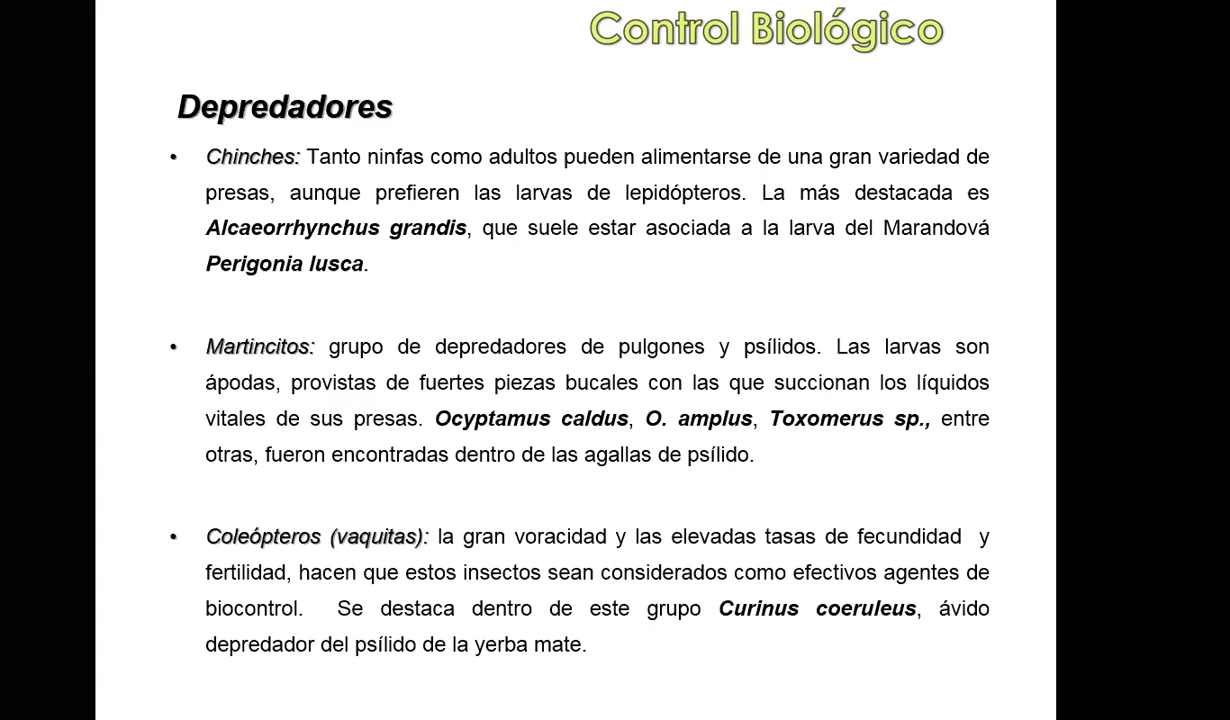 Control Biológico
Depredadores
• Chinches: Tanto ninfas como adultos pueden alimentarse de una gran variedad de
presas, aunque prefieren las larvas de lepidópteros. La más destacada es
Alcaeorrhynchus grandis, que suele estar asociada a la larva del Marandová
Perigonia lusca.
• Martincitos: grupo de depredadores de pulgones y psílidos. Las larvas son
ápodas, provistas de fuertes piezas bucales con las que succionan los líquidos
vitales de sus presas. Ocyptamus caldus, O. amplus, Toxomerus sp., entre
otras, fueron encontradas dentro de las agallas de psílido.
• Coleópteros (vaquitas): la gran voracidad y las elevadas tasas de fecundidad y
fertilidad, hacen que estos insectos sean considerados como efectivos agentes de
biocontrol. Se destaca dentro de este grupo Curinus coeruleus, ávido
depredador del psílido de la yerba mate.